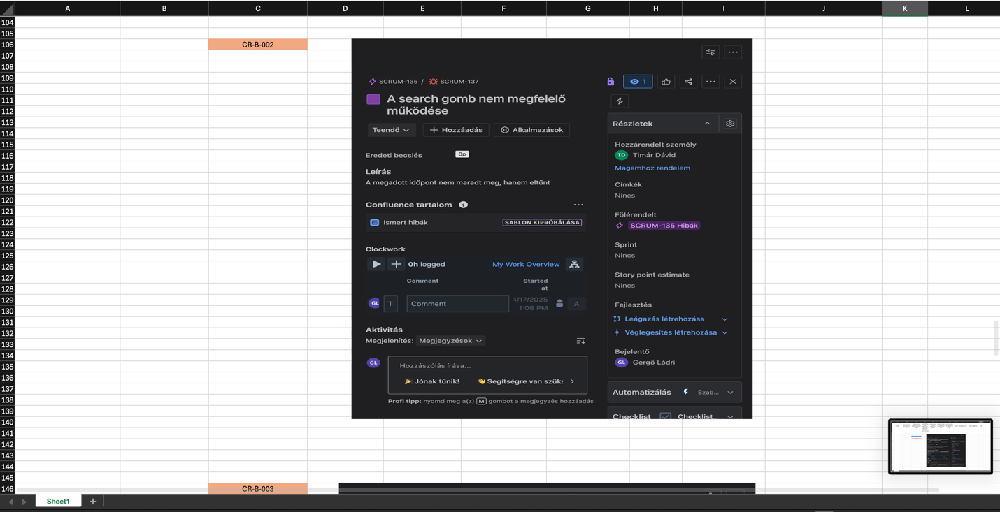 A B C D E F G H I J K L
104
105
106 CR-B-002
107
108
109
110
111
112
113
114
115
116
117
118
119
120
121
122
123
124
125
126
127
128
129
130
131
132
133
134
135
136
137
138
139
140
141
142
143
144
145
146 CR-B-003
SCRUM-135 / SCRUM-137
1
A search gomb nem megfelelő
működése
Teendő
Hozzáadás
Alkalmazások
Eredeti becslés 0p
Leírás
A megadott időpont nem maradt meg, hanem eltűnt
Confluence tartalom
Ismert hibák SABLON KIPRÓBÁLÁSA
Clockwork
0h logged My Work Overview
Comment Started
at
GL T Comment 1/17/2025
1:06 PM
A
Aktivitás
Megjelenítés: Megjegyzések
GL
Hozzászólás írása...
Jónak tűnik! Segítségre van szük
Profi tipp: nyomd meg a(z) M gombot a megjegyzés hozzáadás
Részletek
Hozzárendelt személy
TD Timár Dávid
Magamhoz rendelem
Címkék
Nincs
Fölérendelt
SCRUM-135 Hibák
Sprint
Nincs
Story point estimate
Nincs
Fejlesztés
Leágazás létrehozása
Véglegesítés létrehozása
Bejelentő
GL Gergő Lódri
Automatizálás Szab...
Checklist Checklist...
Sheet1